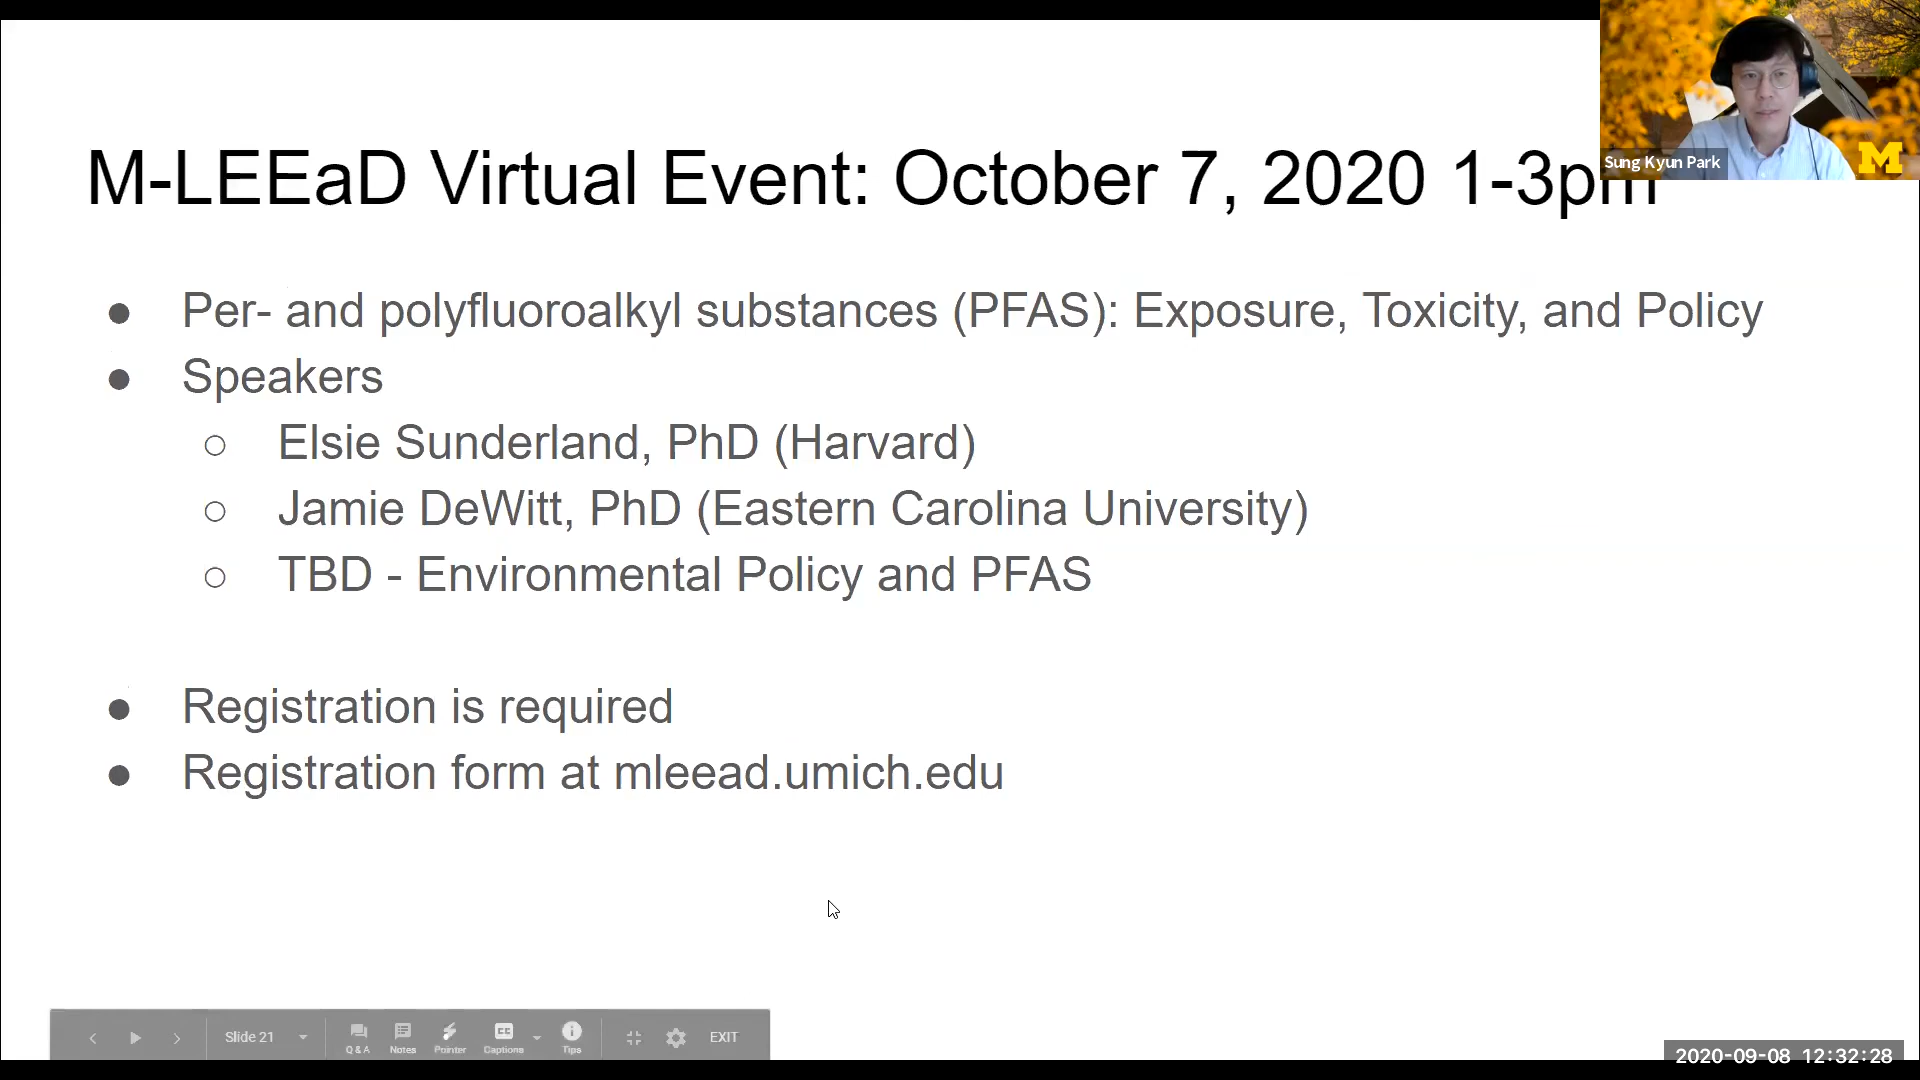 M-LEEaD Virtual Event: October 7, 2020 1-3pm
Sung Kyun Park
M
● Per- and polyfluoroalkyl substances (PFAS): Exposure, Toxicity, and Policy
● Speakers
○ Elsie Sunderland, PhD (Harvard)
○ Jamie DeWitt, PhD (Eastern Carolina University)
○ TBD - Environmental Policy and PFAS
● Registration is required
● Registration form at mleead.umich.edu
Slide 21
Q & A
Notes
Pointer
CC
Captions
Tips
EXIT
2020-09-08 12:32:28